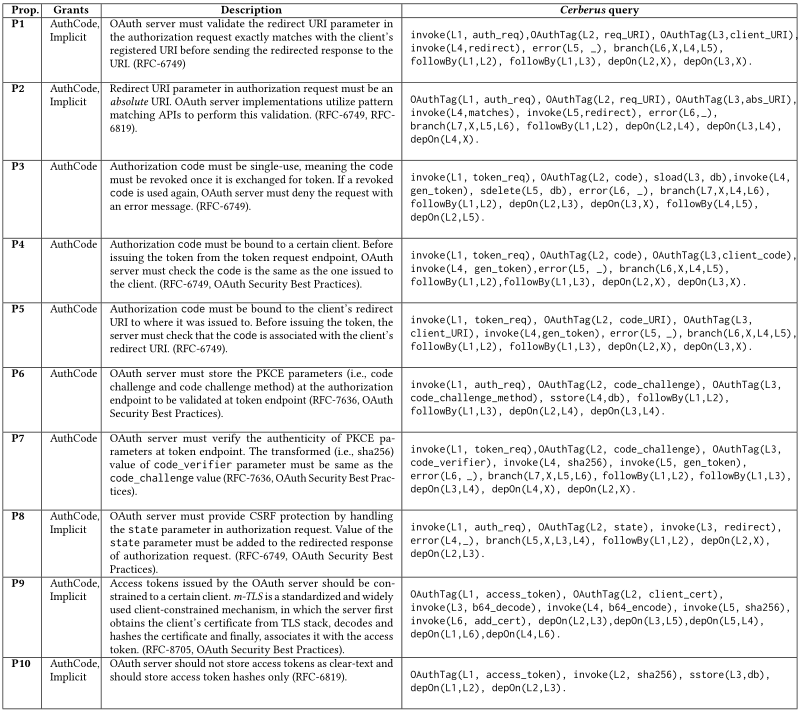 Prop. Grants Description Cerberus query
P1 AuthCode, Implicit
OAuth server must validate the redirect URI parameter in
the authorization request exactly matches with the client's
registered URI before sending the redirected response to the
URI. (RFC-6749)
invoke(L1, auth_req),OAuthTag(L2, req_URI), OAuthTag(L3,client_URI),
invoke(L4,redirect), error(L5, _), branch(L6,X,L4,L5),
followBy(L1,L2), followBy(L1,L3), depOn(L2,X), depOn(L3,X).
P2 AuthCode, Implicit
Redirect URI parameter in authorization request must be an
absolute URI. OAuth server implementations utilize pattern
matching APIs to perform this validation. (RFC-6749, RFC-
6819).
OAuthTag(L1, auth_req), OAuthTag(L2, req_URI), OAuthTag(L3,abs_URI),
invoke(L4,matches), invoke(L5,redirect), error(L6,_),
branch(L7,X,L5,L6), followBy(L1,L2), depOn(L2,L4), depOn(L3,L4),
depOn(L4,X).
P3 AuthCode
Authorization code must be single-use, meaning the code
must be revoked once it is exchanged for token. If a revoked
code is used again, OAuth server must deny the request with
an error message. (RFC-6749).
invoke(L1, token_req), OAuthTag(L2, code), sload(L3, db),invoke(L4,
gen_token), sdelete(L5, db), error(L6, _), branch(L7,X,L4,L6),
followBy(L1,L2), depOn(L2,L3), depOn(L3,X), followBy(L4,L5),
depOn(L2,L5).
P4 AuthCode
Authorization code must be bound to a certain client. Before
issuing the token from the token request endpoint, OAuth
server must check the code is the same as the one issued to
the client. (RFC-6749, OAuth Security Best Practices).
invoke(L1, token_req), OAuthTag(L2, code), OAuthTag(L3,client_code),
invoke(L4, gen_token),error(L5, _), branch(L6,X,L4,L5),
followBy(L1,L2),followBy(L1,L3), depOn(L2,X), depOn(L3,X).
P5 AuthCode
Authorization code must be bound to the client's redirect
URI to where it was issued to. Before issuing the token, the
server must check that the code is associated with the client's
redirect URI. (RFC-6749).
invoke(L1, token_req), OAuthTag(L2, code_URI), OAuthTag(L3,
client_URI), invoke(L4,gen_token), error(L5, _), branch(L6,X,L4,L5),
followBy(L1,L2), followBy(L1,L3), depOn(L2,X), depOn(L3,X).
P6 AuthCode
OAuth server must store the PKCE parameters (i.e., code
challenge and code challenge method) at the authorization
endpoint to be validated at token endpoint (RFC-7636, OAuth
Security Best Practices).
invoke(L1, auth_req), OAuthTag(L2, code_challenge), OAuthTag(L3,
code_challenge_method), sstore(L4,db), followBy(L1,L2),
followBy(L1,L3), depOn(L2,L4), depOn(L3,L4).
P7 AuthCode
OAuth server must verify the authenticity of PKCE pa-
rameters at token endpoint. The transformed (i.e., sha256)
value of code_verifier parameter must be same as the
code_challenge value (RFC-7636, OAuth Security Best Prac-
tices).
invoke(L1, token_req),OAuthTag(L2, code_challenge), OAuthTag(L3,
code_verifier), invoke(L4, sha256), invoke(L5, gen_token),
error(L6, _), branch(L7,X,L5,L6), followBy(L1,L2), followBy(L1,L3),
depOn(L3,L4), depOn(L4,X), depOn(L2,X).
P8 AuthCode, Implicit
OAuth server must provide CSRF protection by handling
the state parameter in authorization request. Value of the
state parameter must be added to the redirected response
of authorization request. (RFC-6749, OAuth Security Best
Practices).
invoke(L1, auth_req), OAuthTag(L2, state), invoke(L3, redirect),
error(L4,_), branch(L5,X,L3,L4), followBy(L1,L2), depOn(L2,X),
depOn(L2,L3).
P9 AuthCode, Implicit
Access tokens issued by the OAuth server should be con-
strained to a certain client. m-TLS is a standardized and widely
used client-constrained mechanism, in which the server first
obtains the client's certificate from TLS stack, decodes and
hashes the certificate and finally, associates it with the access
token. (RFC-8705, OAuth Security Best Practices).
OAuthTag(L1, access_token), OAuthTag(L2, client_cert),
invoke(L3, b64_decode), invoke(L4, b64_encode), invoke(L5, sha256),
invoke(L6, add_cert), depOn(L2,L3),depOn(L3,L5),depOn(L5,L4),
depOn(L1,L6),depOn(L4,L6).
P10 AuthCode, Implicit
OAuth server should not store access tokens as clear-text and
should store access token hashes only (RFC-6819).
OAuthTag(L1, access_token), invoke(L2, sha256), sstore(L3,db),
depOn(L1,L2), depOn(L2,L3).